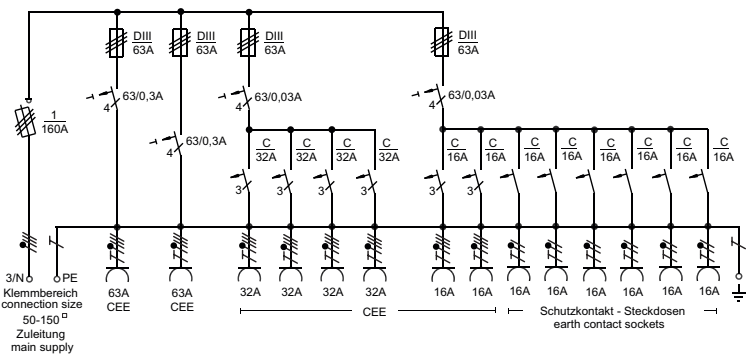 DIII
63A
DIII
63A
DIII
63A
DIII
63A
63/0,3A
4
63/0,03A
4
63/0,03A
4
1
160A
63/0,3A
4
C
32A
C
32A
C
32A
C
32A
C
16A
C
16A
C
16A
C
16A
C
16A
C
16A
C
16A
C
16A
3
3
3
3
3
3
3/N
PE
63A
CEE
63A
CEE
32A
32A
32A
32A
16A
16A
16A
16A
16A
16A
16A
16A
Klemmbereich
connection size
50-150
Zuleitung
main supply
CEE
Schutzkontakt - Steckdosen
earth contact sockets